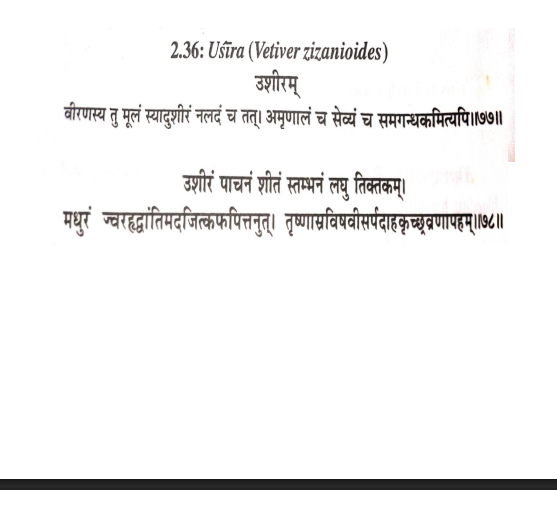 2.36: Uśīra (Vetiver zizanioides)
उशीरम्
वीरणस्य तु मूलं स्यादुशीरं नलदं च तत्। अमृणालं च सेव्यं च समगन्धकमित्यपि॥७७॥
उशीरं पाचनं शीतं स्तम्भनं लघु तिक्तकम्।
मधुरं ज्वरहृद्वांतिमदजित्कफपित्तनुत्। तृष्णास्रविषवीसर्पदाहकृच्छ्रव्रणापहम्॥७८॥